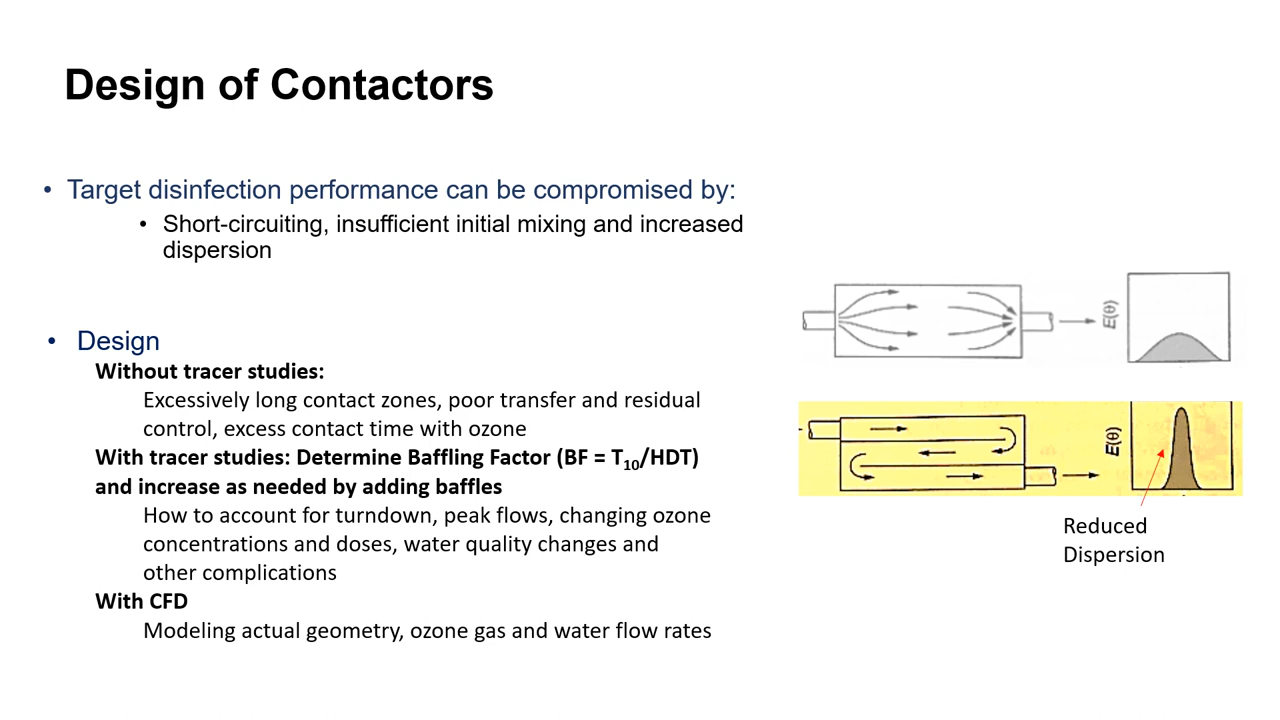 Design of Contactors
• Target disinfection performance can be compromised by:
• Short-circuiting, insufficient initial mixing and increased
dispersion
• Design
Without tracer studies:
Excessively long contact zones, poor transfer and residual
control, excess contact time with ozone
With tracer studies: Determine Baffling Factor (BF = T₁₀/HDT)
and increase as needed by adding baffles
How to account for turndown, peak flows, changing ozone
concentrations and doses, water quality changes and
other complications
With CFD
Modeling actual geometry, ozone gas and water flow rates
E(θ)
E(θ)
Reduced
Dispersion